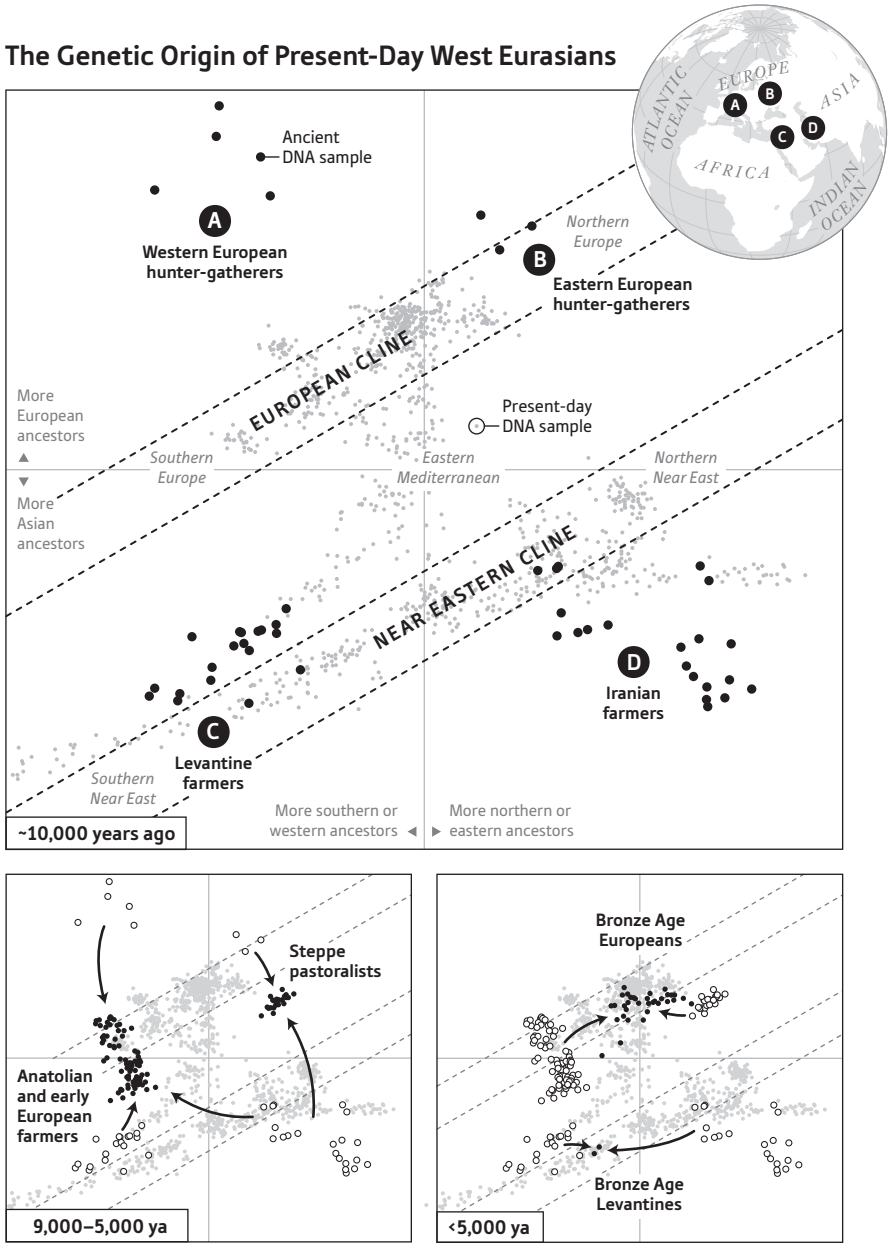 The Genetic Origin of Present-Day West Eurasians
ATLANTIC
OCEAN
EUROPE
ASIA
AFRICA
INDIAN
OCEAN
A
B
C
D
Ancient
DNA sample
A
Western European
hunter-gatherers
Northern
Europe
B
Eastern European
hunter-gatherers
EUROPEAN CLINE
More
European
ancestors
Present-day
DNA sample
Southern
Europe
Eastern
Mediterranean
Northern
Near East
More
Asian
ancestors
NEAR EASTERN CLINE
D
Iranian
farmers
C
Levantine
farmers
Southern
Near East
More southern or
western ancestors
More northern or
eastern ancestors
~10,000 years ago
Steppe
pastoralists
Anatolian
and early
European
farmers
9,000–5,000 ya
Bronze Age
Europeans
Bronze Age
Levantines
<5,000 ya